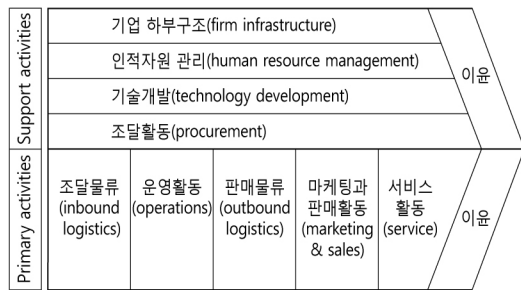 Support activities
기업 하부구조(firm infrastructure)
인적자원 관리(human resource management)
기술개발(technology development)
조달활동(procurement)
이윤
Primary activities
조달물류
(inbound
logistics)
운영활동
(operations)
판매물류
(outbound
logistics)
마케팅과
판매활동
(marketing
& sales)
서비스
활동
(service)
이윤